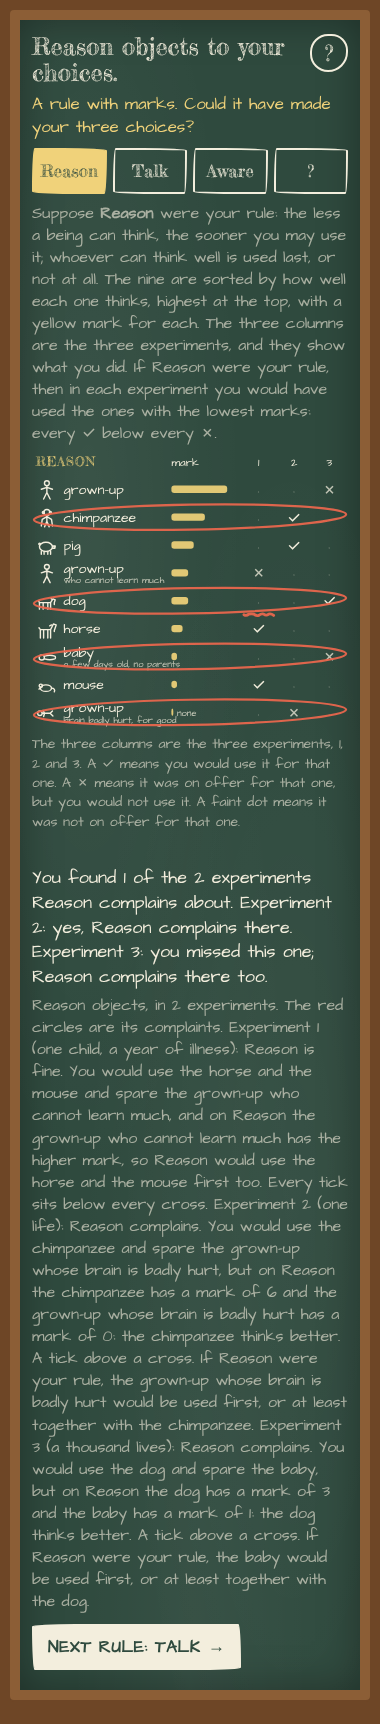 Reason objects to your
choices.
?
A rule with marks. Could it have made
your three choices?
Reason
Talk
Aware
?
Suppose Reason were your rule: the less
a being can think, the sooner you may use
it; whoever can think well is used last, or
not at all. The nine are sorted by how well
each one thinks, highest at the top, with a
yellow mark for each. The three columns
are the three experiments, and they show
what you did. If Reason were your rule,
then in each experiment you would have
used the ones with the lowest marks:
every ✓ below every ×.
REASON mark 1 2 3
grown-up ×
chimpanzee ✓
pig ✓
grown-up ×
who cannot learn much
dog ✓
horse ✓
baby ×
a few days old, no parents
mouse ✓
grown-up none ×
brain badly hurt, for good
The three columns are the three experiments, 1,
2 and 3. A ✓ means you would use it for that
one. A × means it was on offer for that one,
but you would not use it. A faint dot means it
was not on offer for that one.
You found 1 of the 2 experiments
Reason complains about. Experiment
2: yes, Reason complains there.
Experiment 3: you missed this one;
Reason complains there too.
Reason objects, in 2 experiments. The red
circles are its complaints. Experiment 1
(one child, a year of illness): Reason is
fine. You would use the horse and the
mouse and spare the grown-up who
cannot learn much, and on Reason the
grown-up who cannot learn much has the
higher mark, so Reason would use the
horse and the mouse first too. Every tick
sits below every cross. Experiment 2 (one
life): Reason complains. You would use the
chimpanzee and spare the grown-up
whose brain is badly hurt, but on Reason
the chimpanzee has a mark of 6 and the
grown-up whose brain is badly hurt has a
mark of 0: the chimpanzee thinks better.
A tick above a cross. If Reason were
your rule, the grown-up whose brain is
badly hurt would be used first, or at least
together with the chimpanzee. Experiment
3 (a thousand lives): Reason complains. You
would use the dog and spare the baby,
but on Reason the dog has a mark of 3
and the baby has a mark of 1: the dog
thinks better. A tick above a cross. If
Reason were your rule, the baby would
be used first, or at least together with
the dog.
NEXT RULE: TALK →